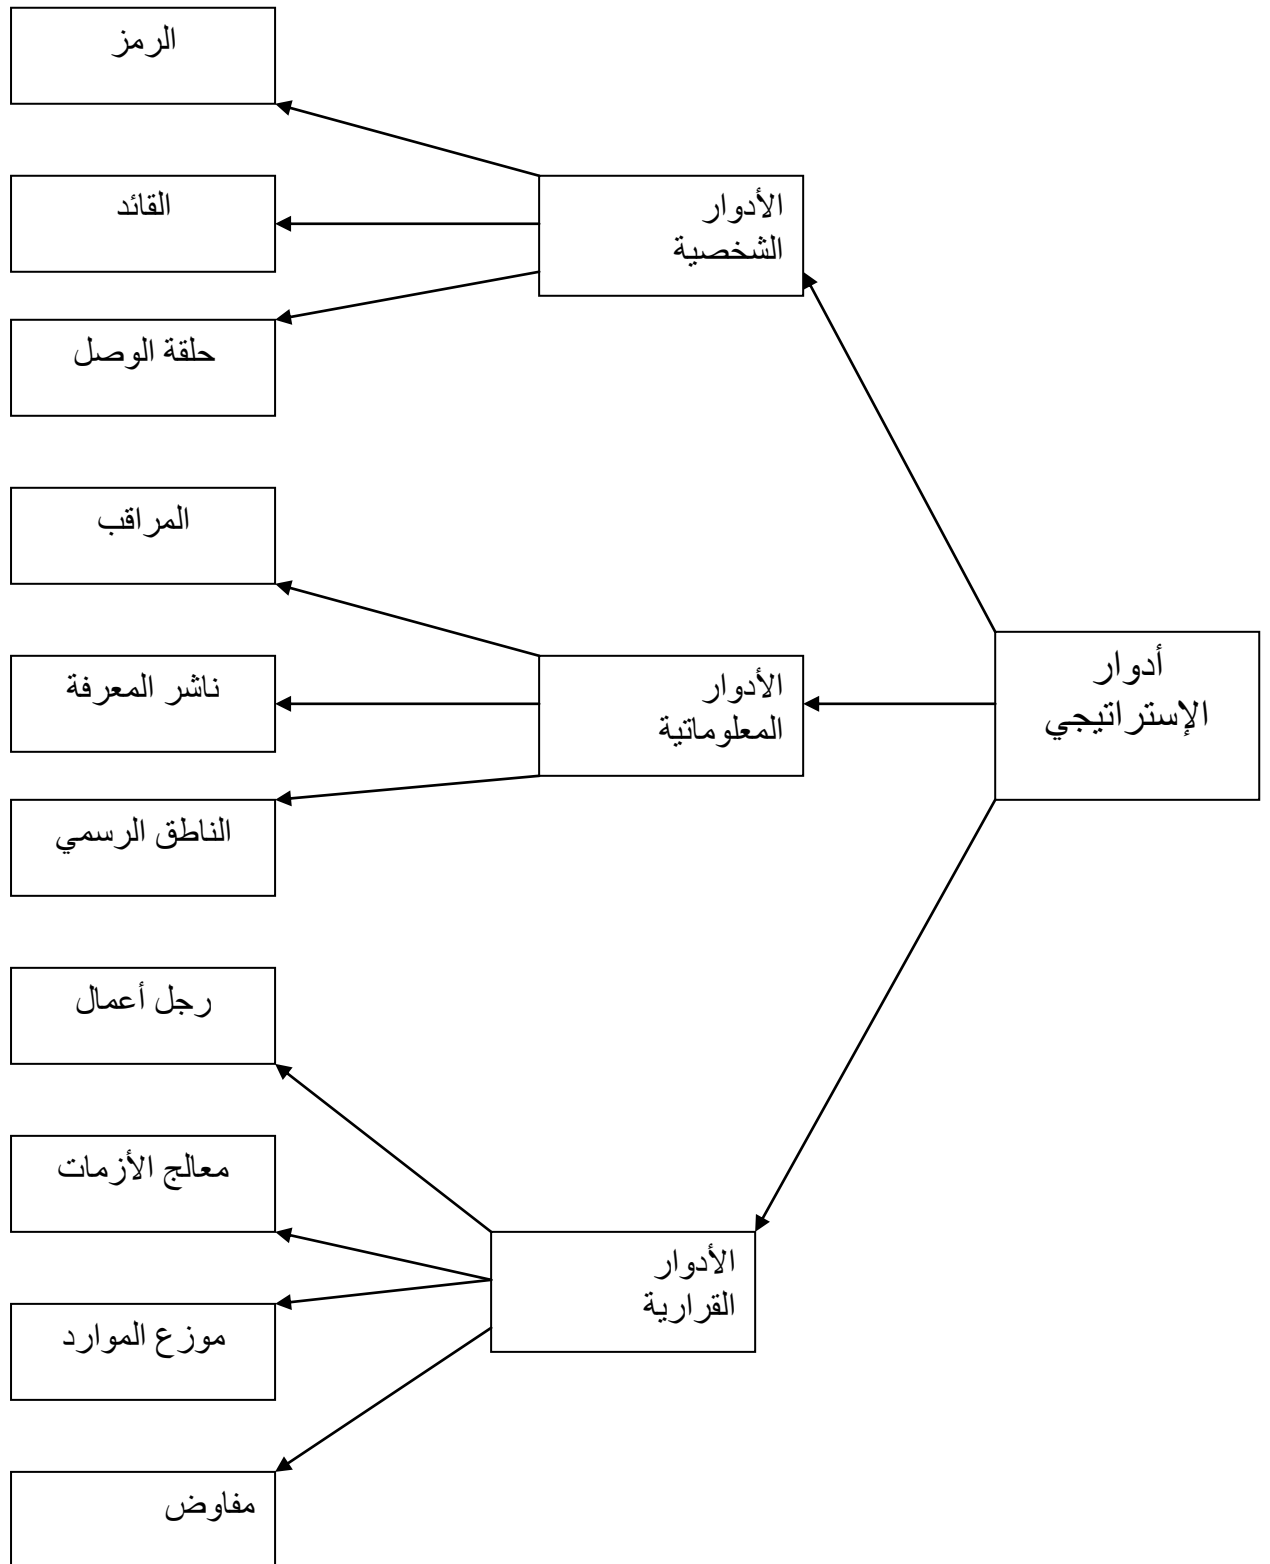 أدوار
الإستراتيجي
الأدوار
الشخصية
الرمز
القائد
حلقة الوصل
الأدوار
المعلوماتية
المراقب
ناشر المعرفة
الناطق الرسمي
الأدوار
القرارية
رجل أعمال
معالج الأزمات
موزع الموارد
مفاوض